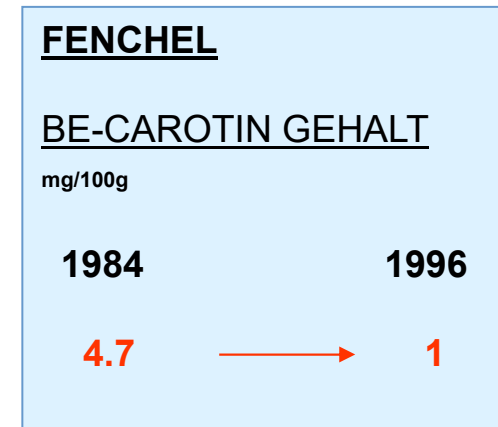 FENCHEL
BE-CAROTIN GEHALT
mg/100g
1984 1996
4.7 1